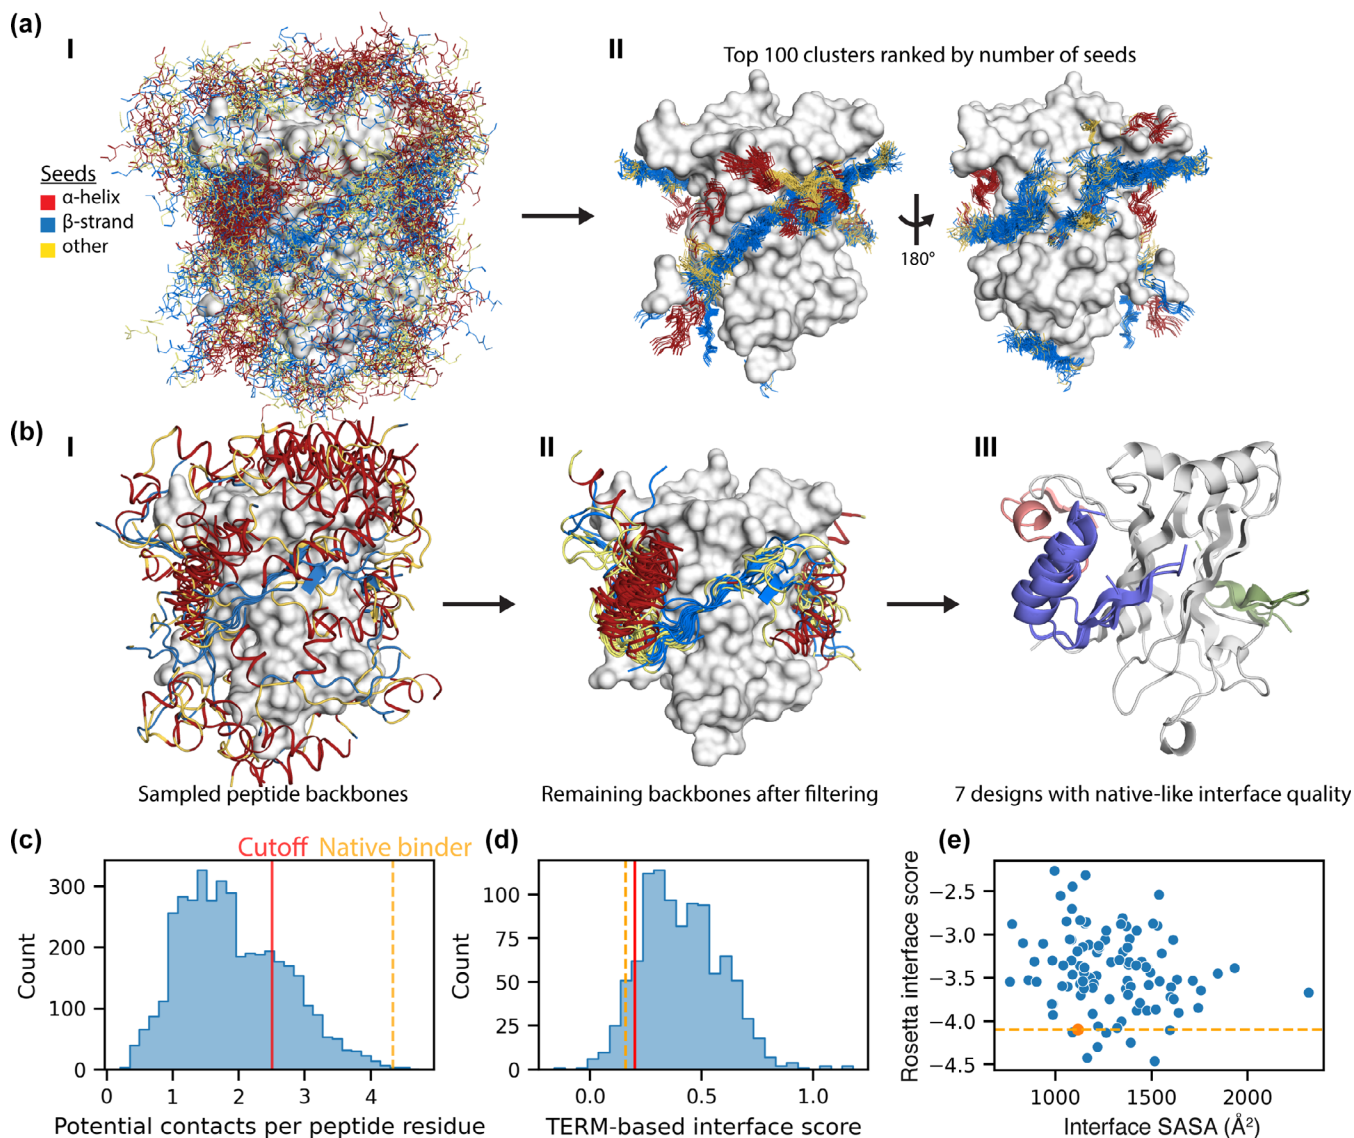 (a)
I
II
Top 100 clusters ranked by number of seeds
Seeds
α-helix
β-strand
other
180°
(b)
I
II
III
Sampled peptide backbones
Remaining backbones after filtering
7 designs with native-like interface quality
(c)
Cutoff
Native binder
300
200
100
0
Count
0
1
2
3
4
Potential contacts per peptide residue
(d)
100
75
50
25
0
Count
0.0
0.5
1.0
TERM-based interface score
(e)
−2.5
−3.0
−3.5
−4.0
−4.5
Rosetta interface score
1000
1500
2000
Interface SASA (Å²)